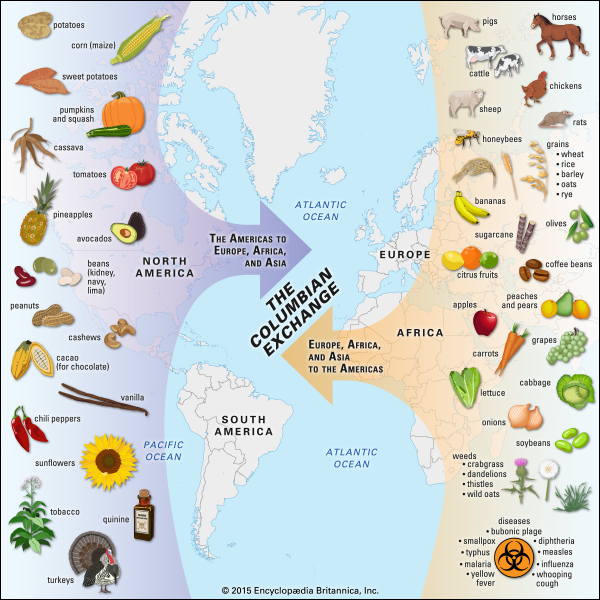 potatoes
corn (maize)
sweet potatoes
pumpkins
and squash
cassava
tomatoes
pineapples
avocados
beans
(kidney,
navy,
lima)
peanuts
cashews
cacao
(for chocolate)
vanilla
chili peppers
sunflowers
tobacco
quinine
turkeys
NORTH
AMERICA
THE AMERICAS TO
EUROPE, AFRICA,
AND ASIA
ATLANTIC
OCEAN
THE
COLUMBIAN
EXCHANGE
EUROPE
AFRICA
EUROPE, AFRICA,
AND ASIA
TO THE AMERICAS
SOUTH
AMERICA
PACIFIC
OCEAN
ATLANTIC
OCEAN
pigs
horses
cattle
chickens
sheep
rats
honeybees
grains
• wheat
• rice
• barley
• oats
• rye
bananas
sugarcane
olives
citrus fruits
coffee beans
apples
peaches
and pears
carrots
grapes
lettuce
cabbage
onions
soybeans
weeds
• crabgrass
• dandelions
• thistles
• wild oats
diseases
• bubonic plage
• smallpox
• typhus
• malaria
• yellow
fever
• diphtheria
• measles
• influenza
• whooping
cough
© 2015 Encyclopædia Britannica, Inc.